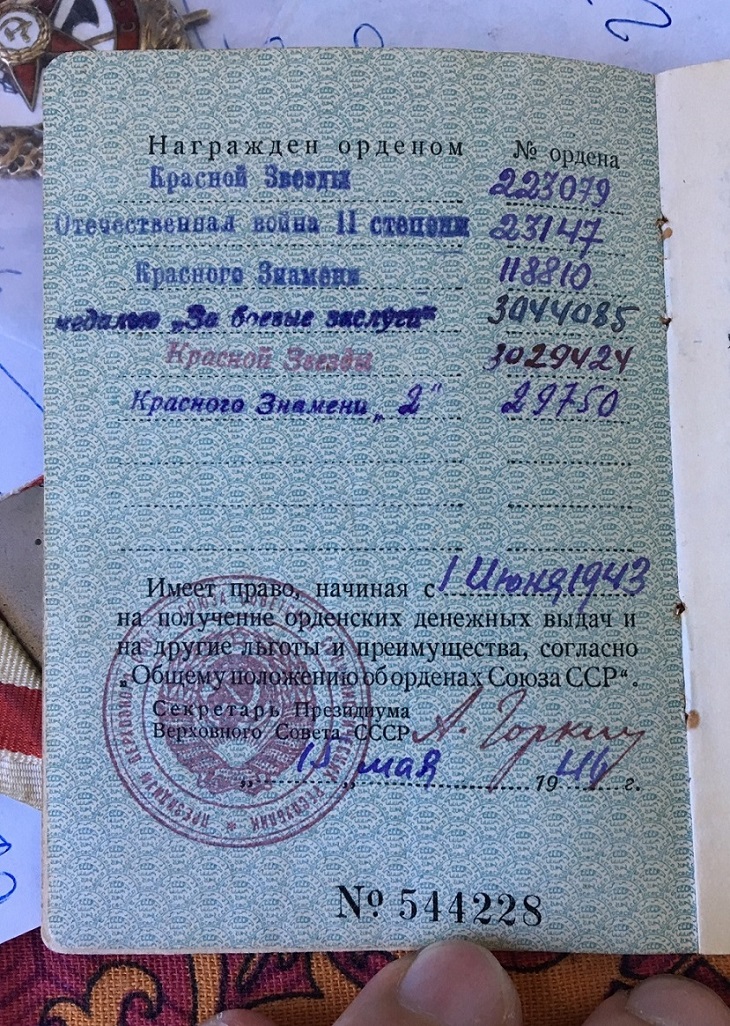 Награжден орденом № ордена
Красной Звезды 223079
Отечественная война II степени 23147
Красного Знамени 118810
медалью „За боевые заслуги“ 3044085
Красной Звезды 3029424
Красного Знамени „2" 29750
Имеет право, начиная с 1 Июня 1943
на получение орденских денежных выдач и
на другие льготы и преимущества, согласно
„Общему положению об орденах Союза ССР“.
Секретарь Президиума
Верховного Совета СССР А. Горкин
„15„ мая 1946 г.
№ 544228